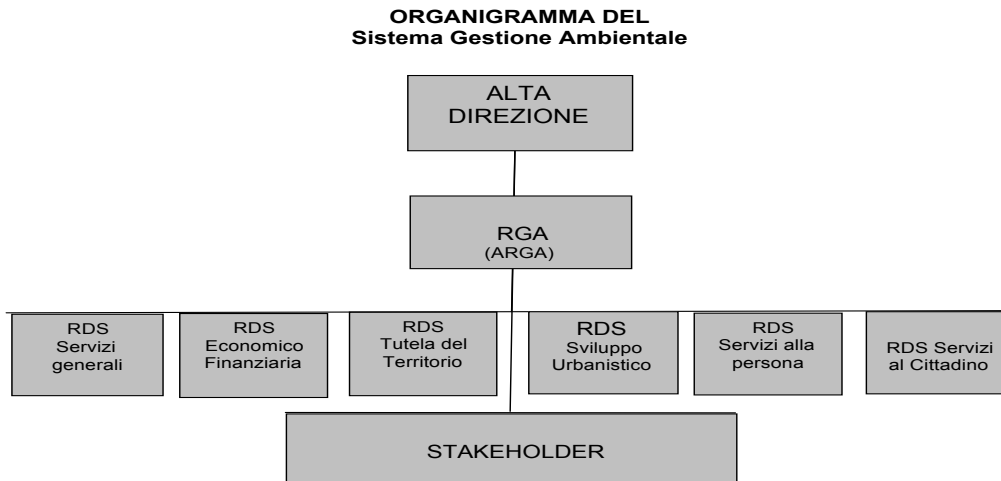 ORGANIGRAMMA DEL
Sistema Gestione Ambientale
ALTA
DIREZIONE
RGA
(ARGA)
RDS
Servizi
generali
RDS
Economico
Finanziaria
RDS
Tutela del
Territorio
RDS
Sviluppo
Urbanistico
RDS
Servizi alla
persona
RDS Servizi
al Cittadino
STAKEHOLDER